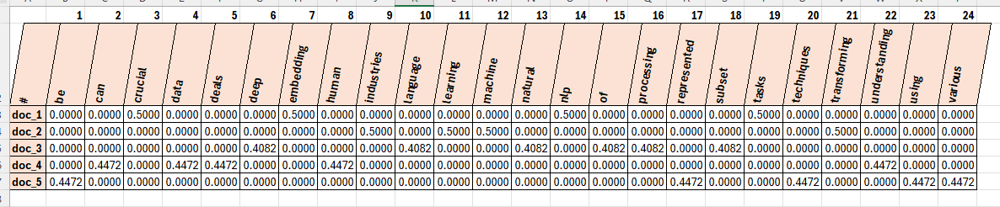 1 2 3 4 5 6 7 8 9 10 11 12 13 14 15 16 17 18 19 20 21 22 23 24
# be can crucial data deals deep embedding human industries language learning machine natural nlp of processing represented subset tasks techniques transforming understanding using various
doc_1 0.0000 0.0000 0.5000 0.0000 0.0000 0.0000 0.5000 0.0000 0.0000 0.0000 0.0000 0.0000 0.0000 0.5000 0.0000 0.0000 0.0000 0.0000 0.5000 0.0000 0.0000 0.0000 0.0000 0.0000
doc_2 0.0000 0.0000 0.0000 0.0000 0.0000 0.0000 0.0000 0.0000 0.5000 0.0000 0.5000 0.5000 0.0000 0.0000 0.0000 0.0000 0.0000 0.0000 0.0000 0.0000 0.5000 0.0000 0.0000 0.0000
doc_3 0.0000 0.0000 0.0000 0.0000 0.0000 0.4082 0.0000 0.0000 0.0000 0.4082 0.0000 0.0000 0.4082 0.0000 0.4082 0.4082 0.0000 0.4082 0.0000 0.0000 0.0000 0.0000 0.0000 0.0000
doc_4 0.0000 0.4472 0.0000 0.4472 0.4472 0.0000 0.0000 0.4472 0.0000 0.0000 0.0000 0.0000 0.0000 0.0000 0.0000 0.0000 0.0000 0.0000 0.0000 0.0000 0.0000 0.4472 0.0000 0.0000
doc_5 0.4472 0.0000 0.0000 0.0000 0.0000 0.0000 0.0000 0.0000 0.0000 0.0000 0.0000 0.0000 0.0000 0.0000 0.0000 0.0000 0.4472 0.0000 0.0000 0.4472 0.0000 0.0000 0.4472 0.4472